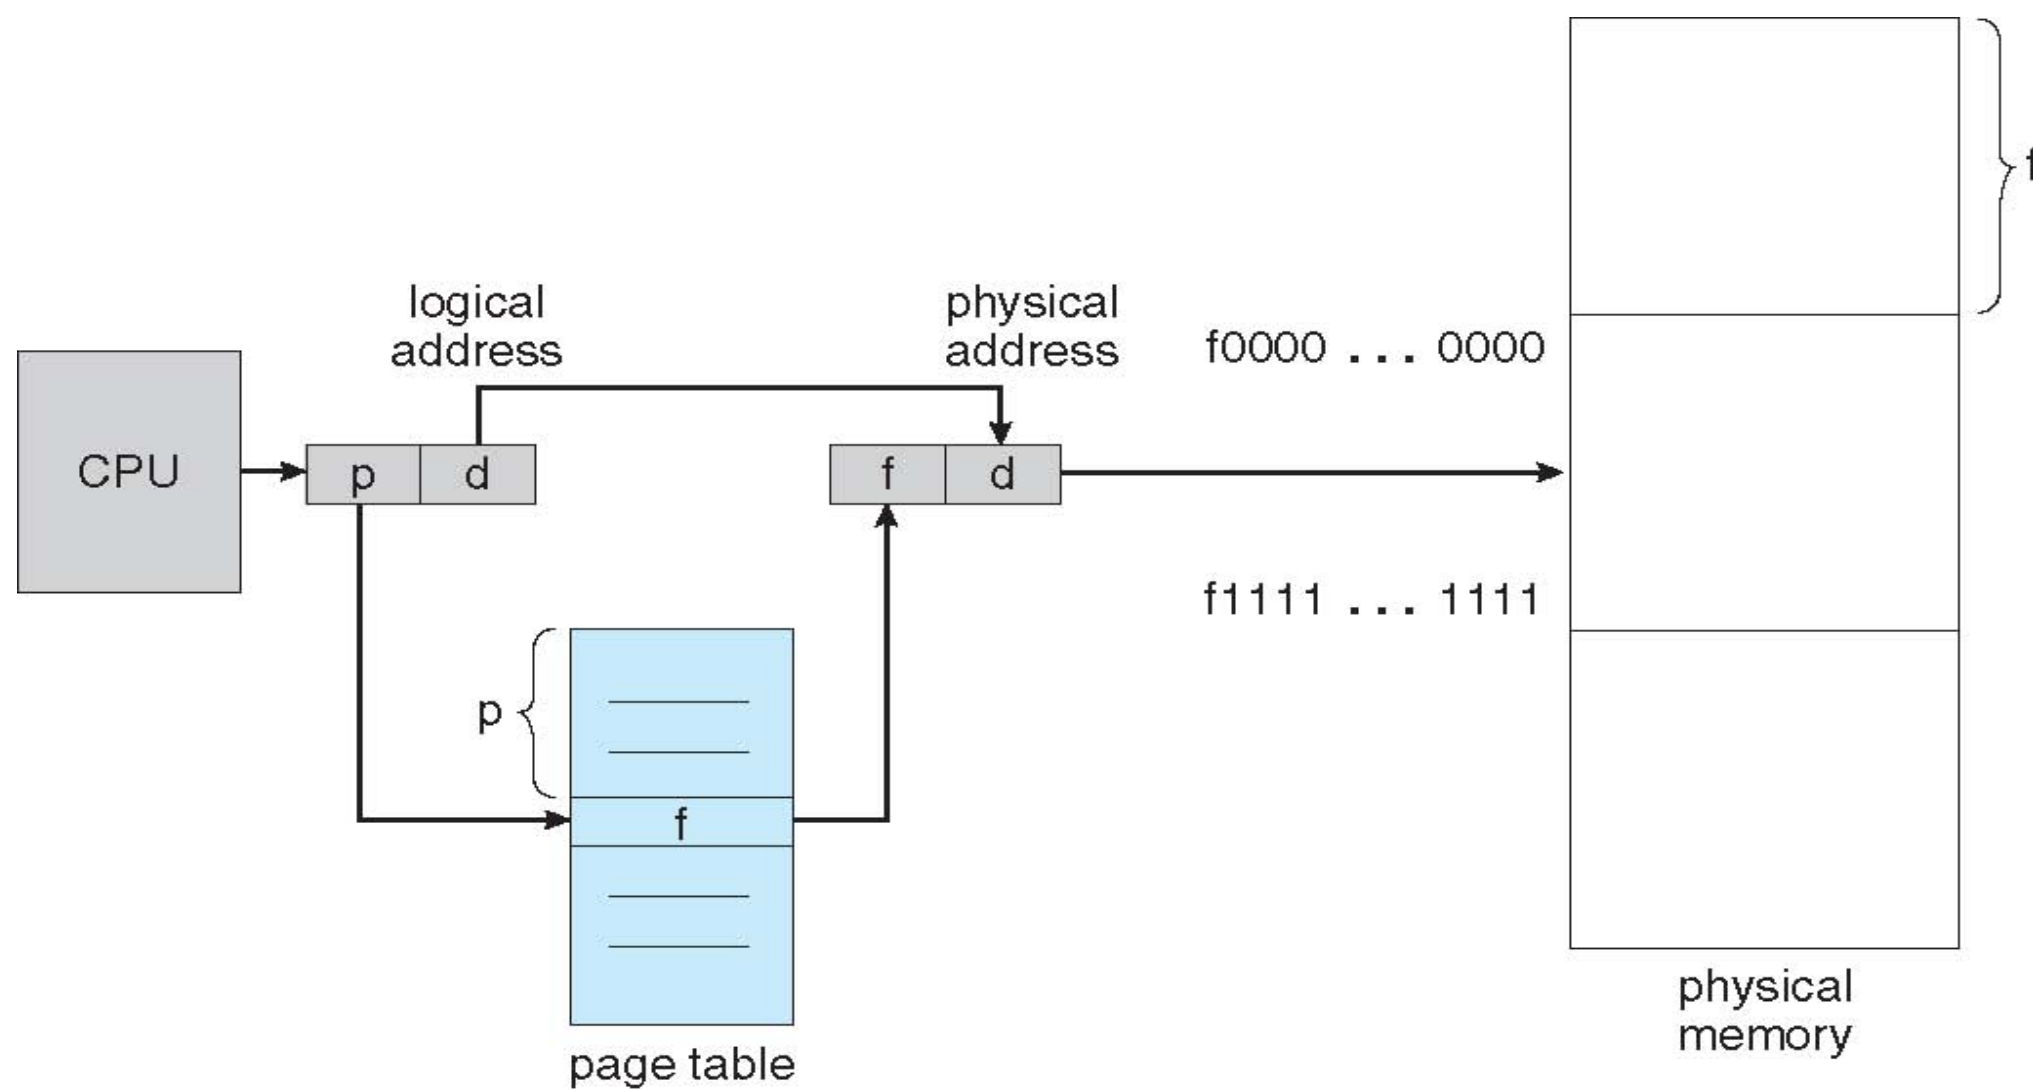 f
logical
address
physical
address
f0000 ... 0000
CPU
p
d
f
d
f1111 ... 1111
p
f
physical
memory
page table